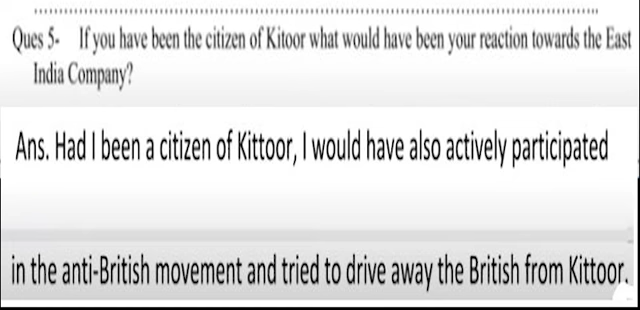 Ques 5- If you have been the citizen of Kitoor what would have been your reaction towards the East
India Company?
Ans. Had I been a citizen of Kittoor, I would have also actively participated
in the anti-British movement and tried to drive away the British from Kittoor.